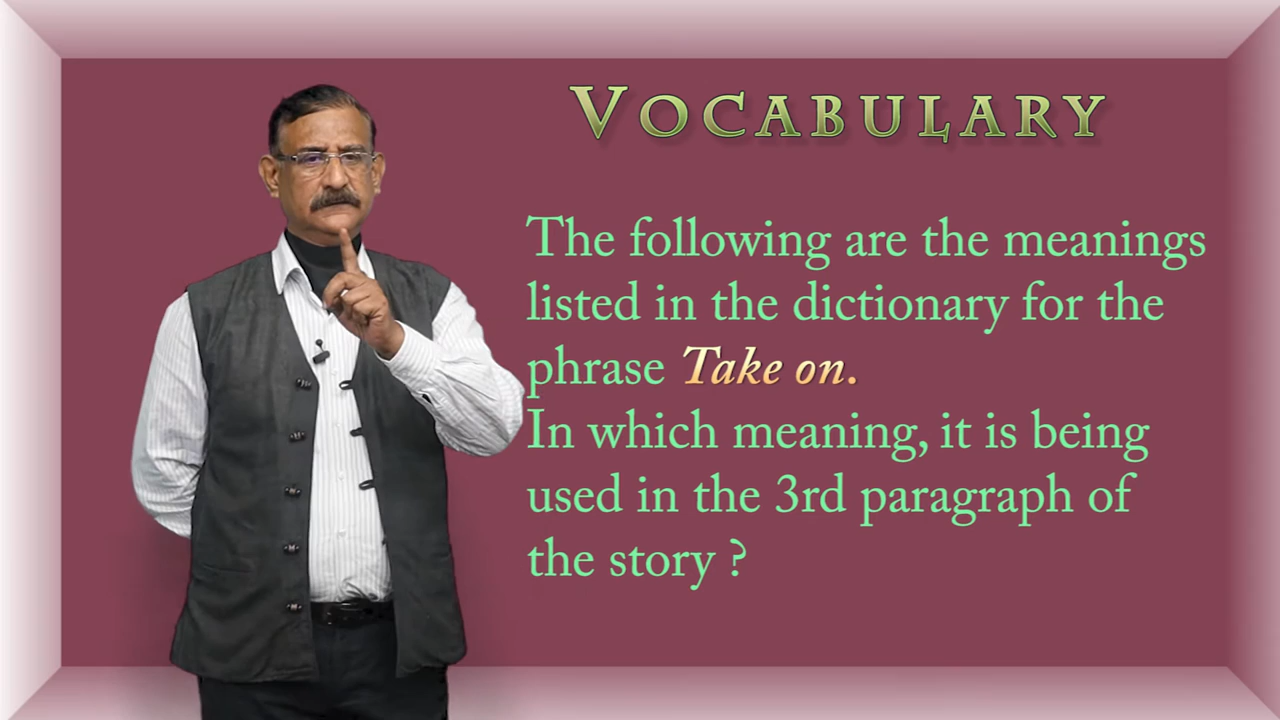 VOCABULARY
The following are the meanings
listed in the dictionary for the
phrase Take on.
In which meaning, it is being
used in the 3rd paragraph of
the story ?